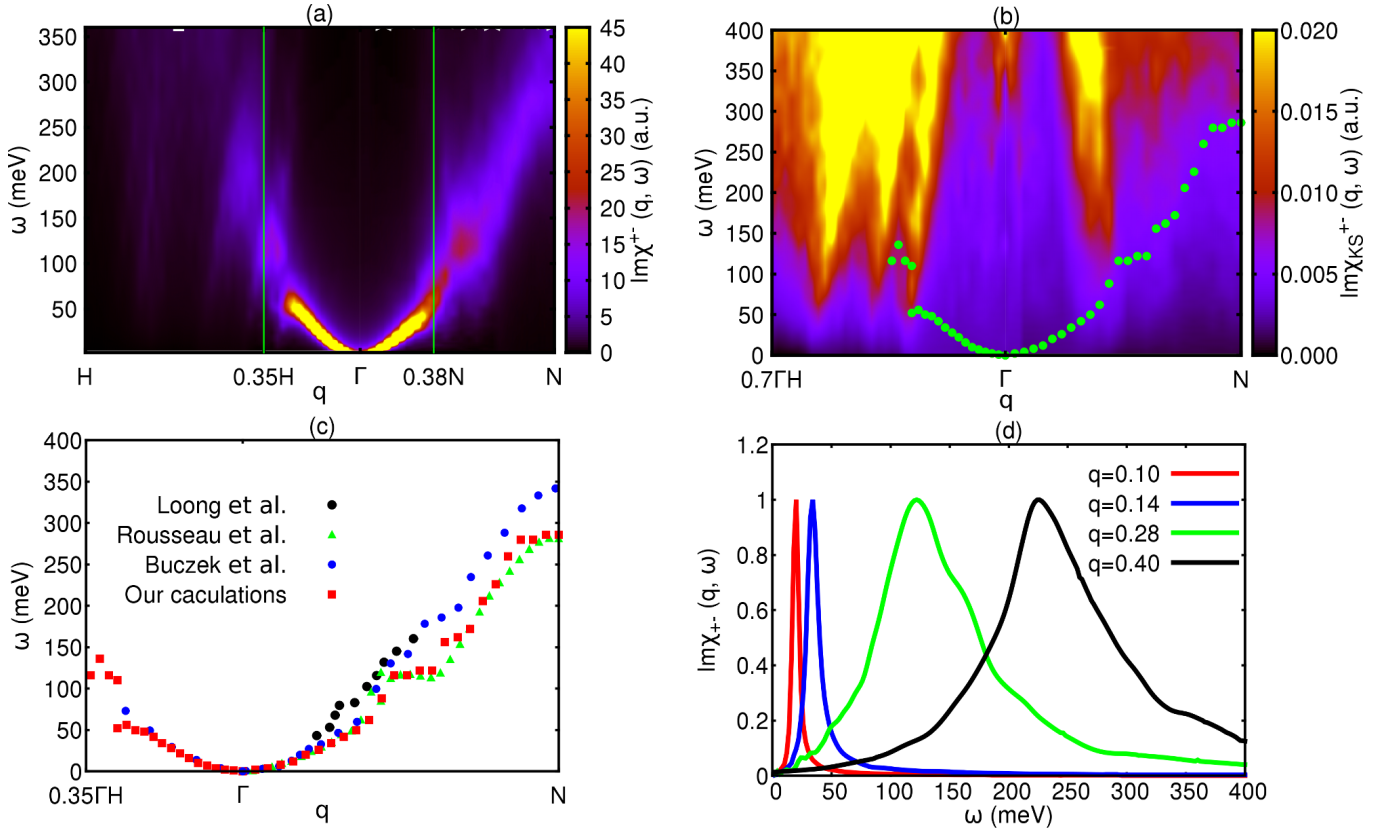 (a)
350
300
250
200
150
100
50
ω (meV)
H
0.35H
Γ
0.38N
N
q
45
40
35
30
25
20
15
10
5
0
Imχ⁺⁻ (q, ω) (a.u.)
(b)
400
350
300
250
200
150
100
50
0
ω (meV)
0.7ΓH
Γ
N
q
0.020
0.015
0.010
0.005
0.000
ImχKS⁺⁻ (q, ω) (a.u.)
(c)
400
350
300
250
200
150
100
50
0
ω (meV)
Loong et al.
Rousseau et al.
Buczek et al.
Our caculations
0.35ΓH
Γ
q
N
(d)
1.2
1
0.8
0.6
0.4
0.2
0
Imχ+- (q, ω)
q=0.10
q=0.14
q=0.28
q=0.40
0 50 100 150 200 250 300 350 400
ω (meV)